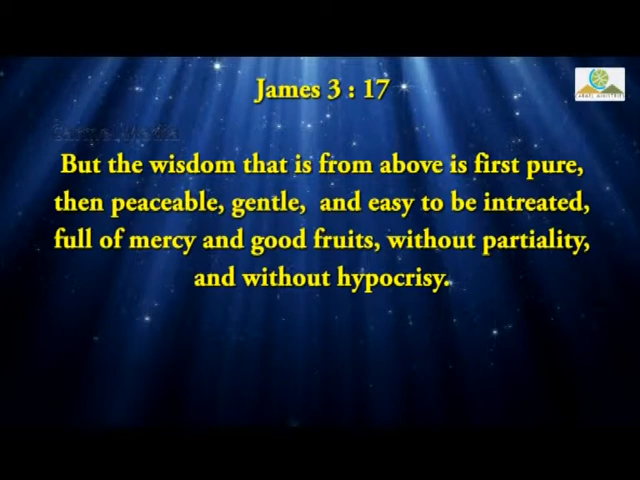 James 3 : 17
But the wisdom that is from above is first pure,
then peaceable, gentle, and easy to be intreated,
full of mercy and good fruits, without partiality,
and without hypocrisy.